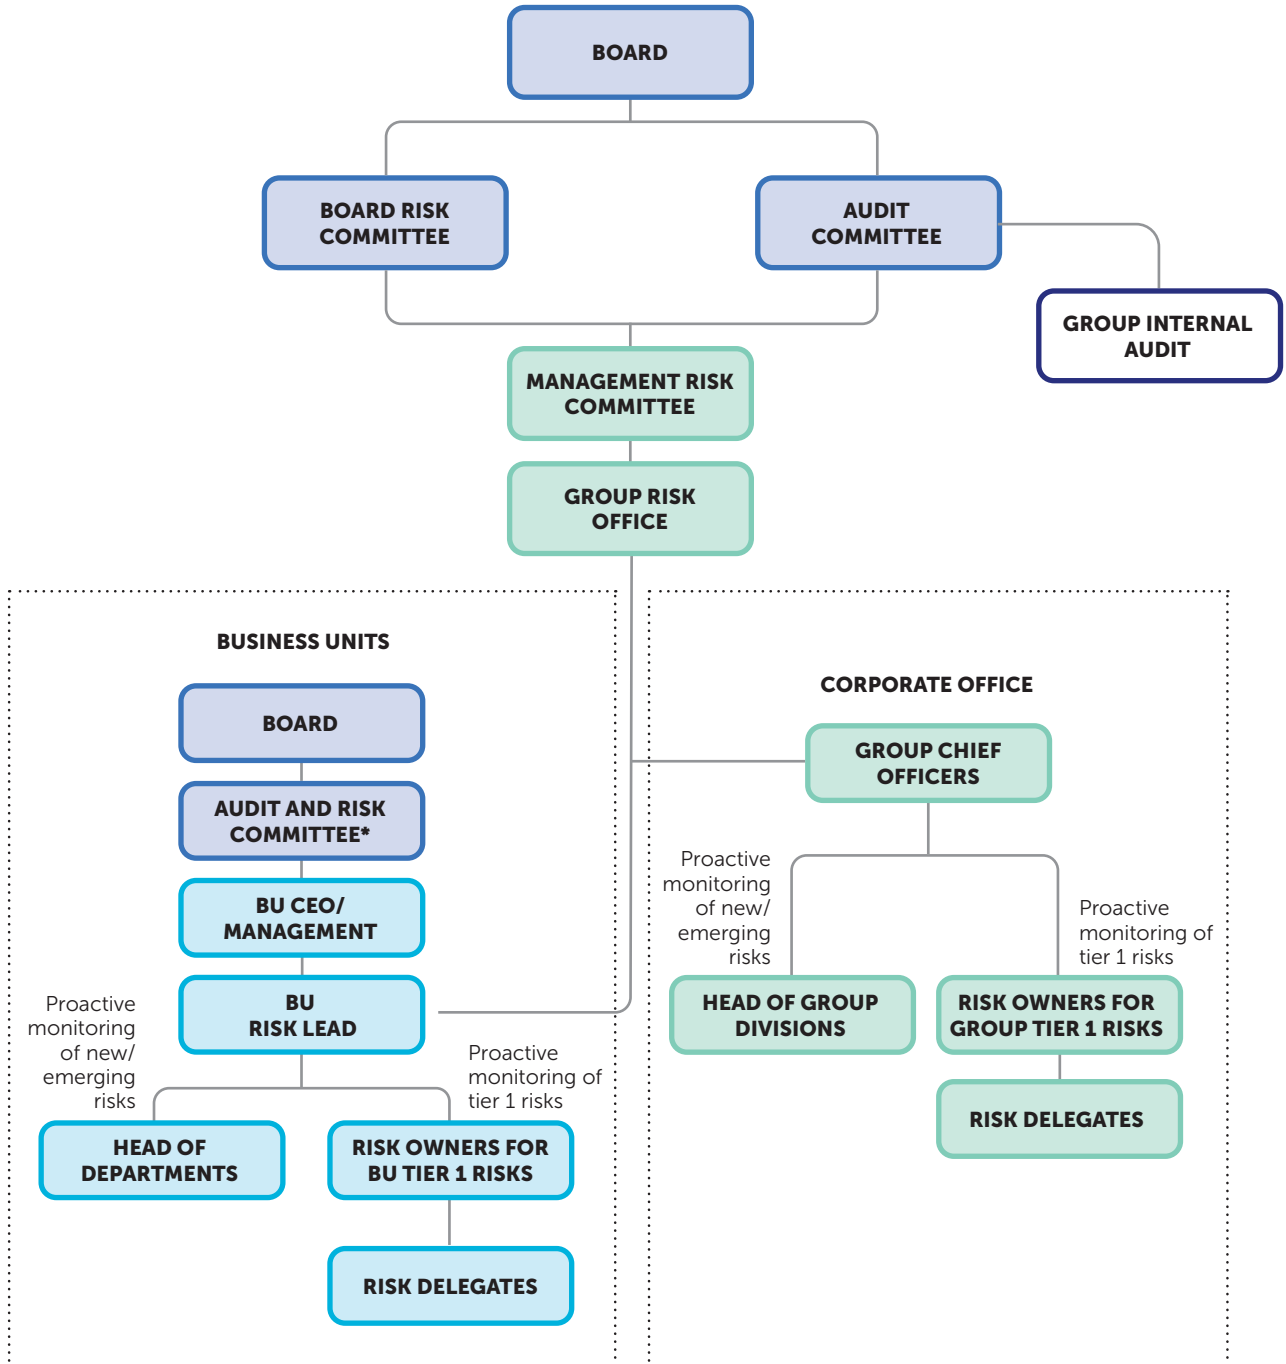 BOARD
BOARD RISK
COMMITTEE
AUDIT
COMMITTEE
GROUP INTERNAL
AUDIT
MANAGEMENT RISK
COMMITTEE
GROUP RISK
OFFICE
BUSINESS UNITS
BOARD
AUDIT AND RISK
COMMITTEE*
BU CEO/
MANAGEMENT
BU
RISK LEAD
Proactive
monitoring
of new/
emerging
risks
Proactive
monitoring of
tier 1 risks
HEAD OF
DEPARTMENTS
RISK OWNERS FOR
BU TIER 1 RISKS
RISK DELEGATES
CORPORATE OFFICE
GROUP CHIEF
OFFICERS
Proactive
monitoring
of new/
emerging
risks
Proactive
monitoring of
tier 1 risks
HEAD OF GROUP
DIVISIONS
RISK OWNERS FOR
GROUP TIER 1 RISKS
RISK DELEGATES